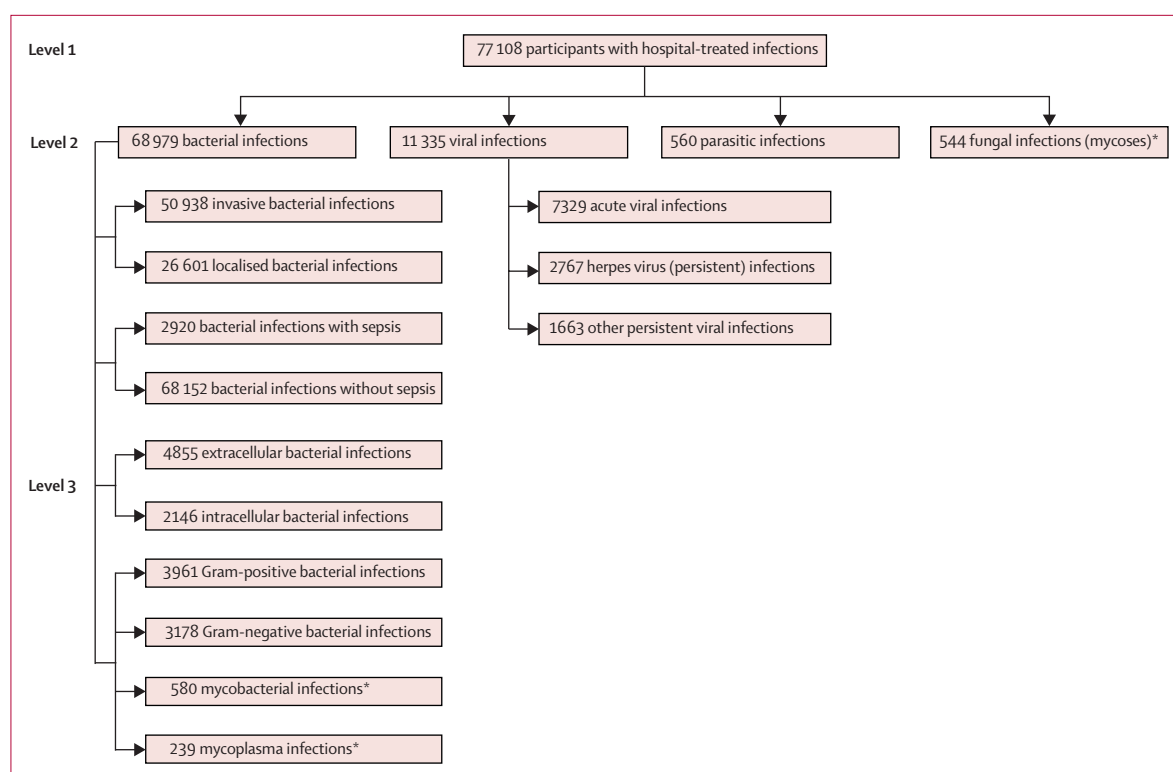 Level 1
77 108 participants with hospital-treated infections
Level 2
68 979 bacterial infections
11 335 viral infections
560 parasitic infections
544 fungal infections (mycoses)*
50 938 invasive bacterial infections
7329 acute viral infections
26 601 localised bacterial infections
2767 herpes virus (persistent) infections
2920 bacterial infections with sepsis
1663 other persistent viral infections
68 152 bacterial infections without sepsis
4855 extracellular bacterial infections
Level 3
2146 intracellular bacterial infections
3961 Gram-positive bacterial infections
3178 Gram-negative bacterial infections
580 mycobacterial infections*
239 mycoplasma infections*